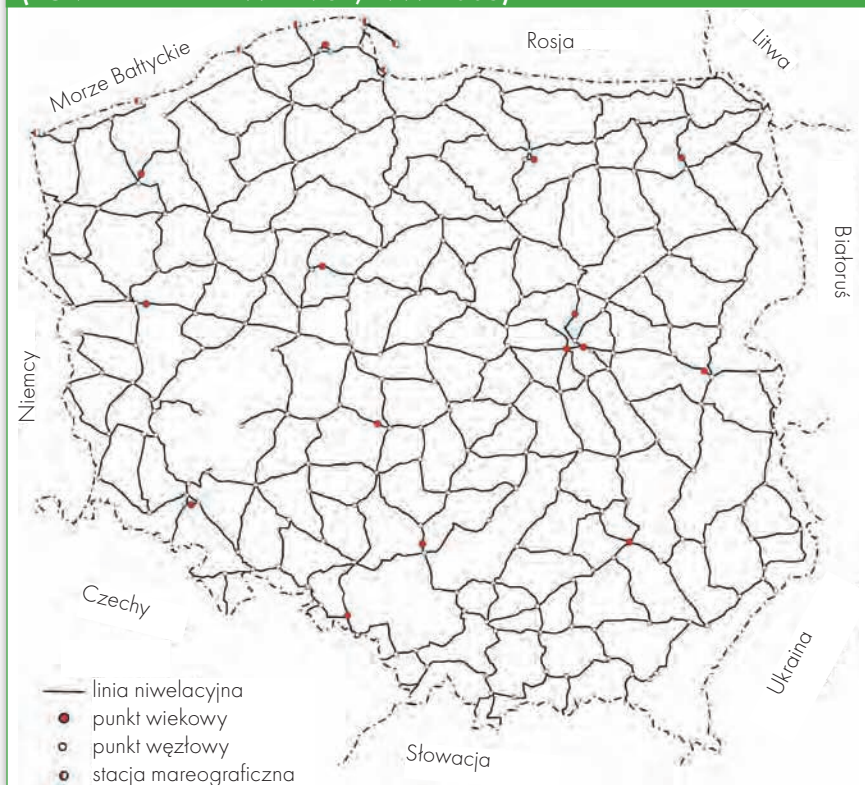 Morze Bałtyckie
Rosja
Litwa
Białoruś
Niemcy
Czechy
Ukraina
Słowacja
linia niwelacyjna
punkt wiekowy
punkt węzłowy
stacja mareograficzna